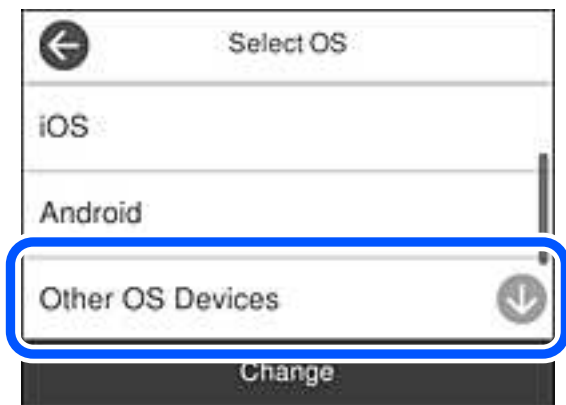 Select OS
iOS
Android
Other OS Devices
Change